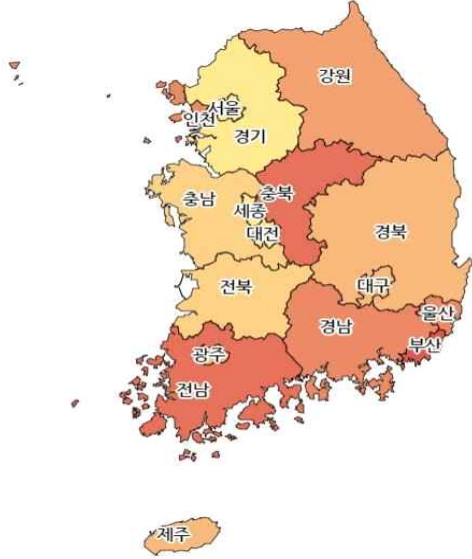 강원
서울
인천
경기
충북
충남
세종
대전
경북
전북
대구
울산
경남
부산
광주
전남
제주